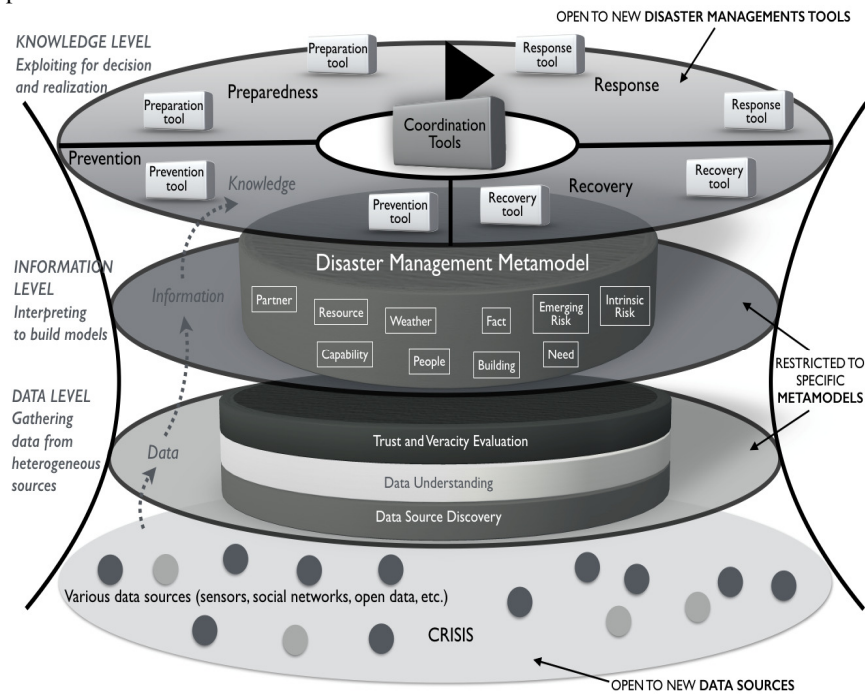 OPEN TO NEW DISASTER MANAGEMENTS TOOLS
KNOWLEDGE LEVEL
Exploiting for decision
and realization
Preparation
tool
Response
tool
Preparedness
Response
Preparation
tool
Response
tool
Coordination
Tools
Prevention
Prevention
tool
Knowledge
Recovery
Recovery
tool
Prevention
tool
Recovery
tool
INFORMATION
LEVEL
Interpreting
to build models
Information
Disaster Management Metamodel
Partner
Resource
Weather
Fact
Emerging
Risk
Intrinsic
Risk
Capability
People
Building
Need
RESTRICTED TO
SPECIFIC
METAMODELS
DATA LEVEL
Gathering
data from
heterogeneous
sources
Data
Trust and Veracity Evaluation
Data Understanding
Data Source Discovery
Various data sources (sensors, social networks, open data, etc.)
CRISIS
OPEN TO NEW DATA SOURCES